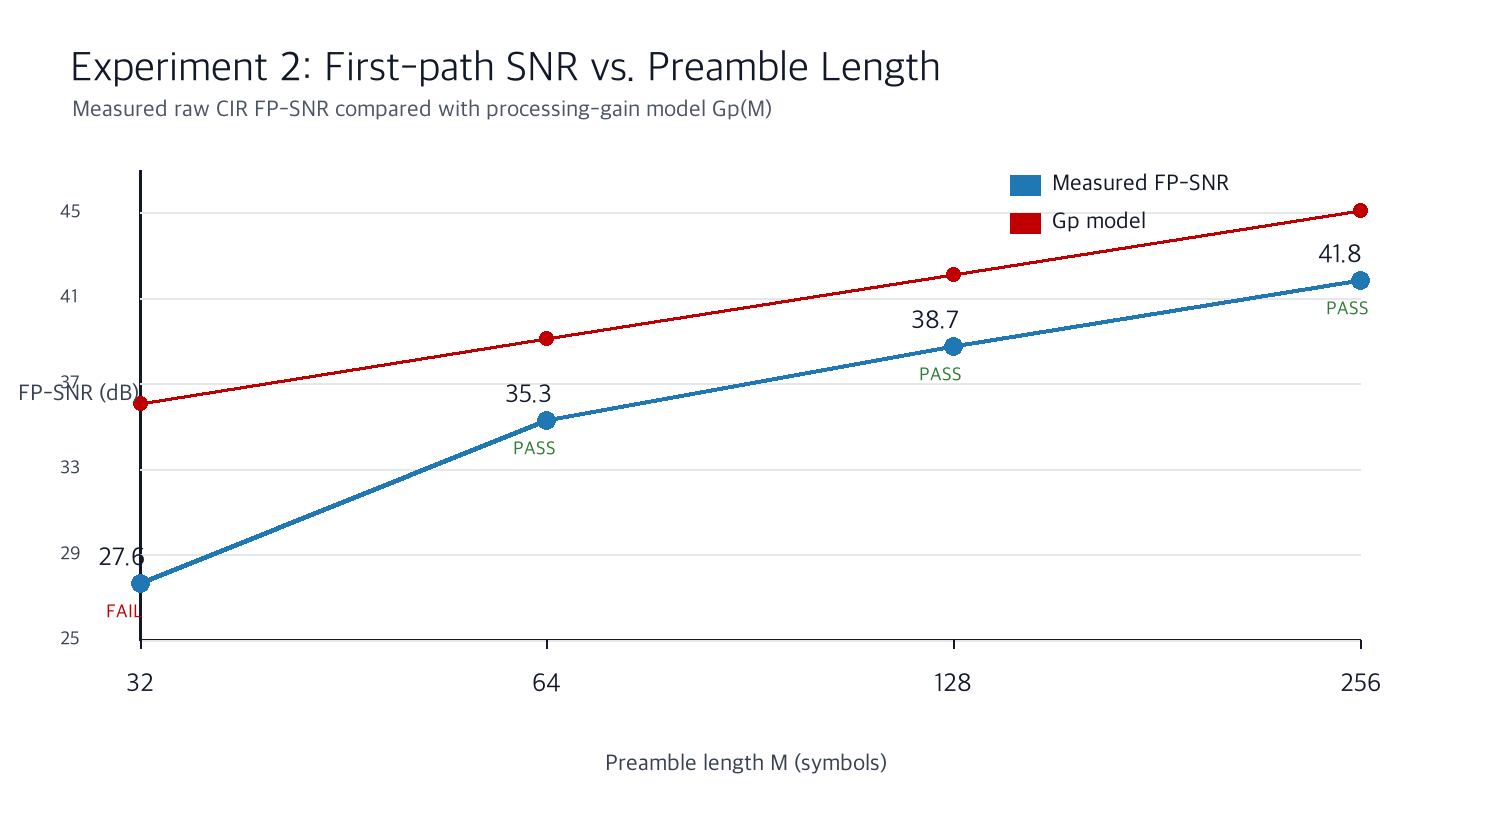 Experiment 2: First-path SNR vs. Preamble Length
Measured raw CIR FP-SNR compared with processing-gain model Gp(M)
Measured FP-SNR
Gp model
45
41.8
PASS
41
38.7
PASS
37
FP-SNR (dB)
35.3
PASS
33
29
27.6
FAIL
25
32 64 128 256
Preamble length M (symbols)